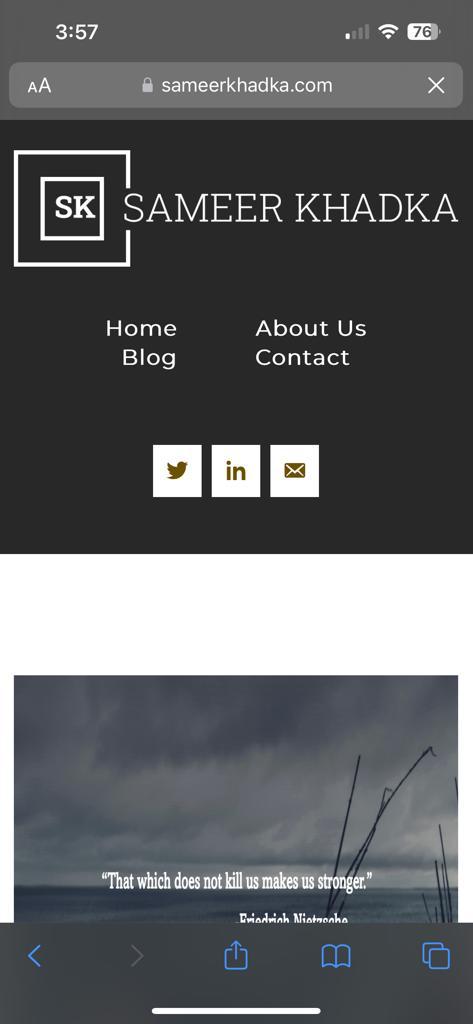 3:57
76
AA sameerkhadka.com
SK SAMEER KHADKA
Home About Us
Blog Contact
in
“That which does not kill us makes us stronger.”
-Friedrich Nietzsche